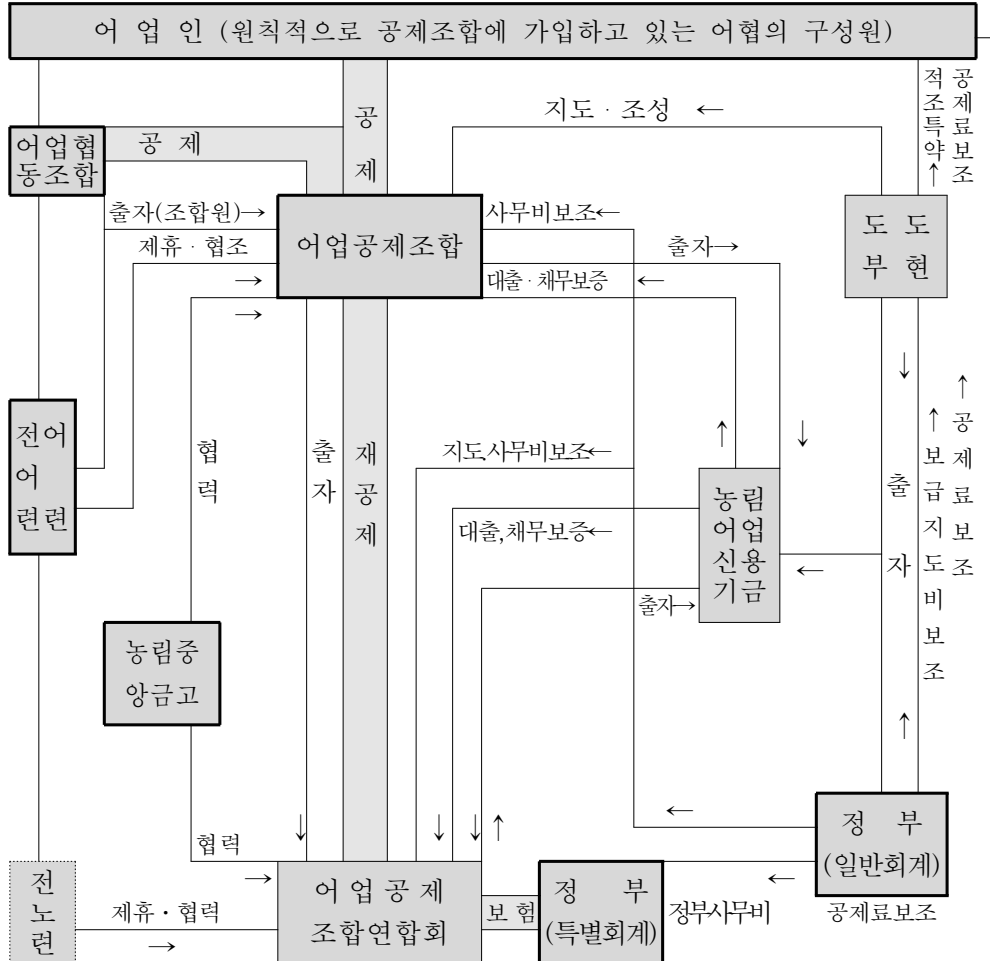 어 업 인 (원칙적으로 공제조합에 가입하고 있는 어협의 구성원)
공제
지도 · 조성 ←
공제료보조
적조특약↑
어업협
동조합
공 제
출자(조합원)→
제휴 · 협조
→
→
어업공제조합
사무비보조←
출자→
대출 · 채무보증 ←
도 도
부 현
↓
↑공제료보조
↑보급지도비보조
출자
전어
어
련련
협력
출자
재공제
↑
↓
지도,사무비보조←
대출,채무보증←
농림
어업
신용
기금
←
출자→
농림중
앙금고
↑
협력
→
↓
↓
↓
↑
←
정 부
(일반회계)
←
공제료보조
전
노
련
제휴 · 협력
→
어 업 공 제
조합연합회
보험
정 부
(특별회계)
정부사무비